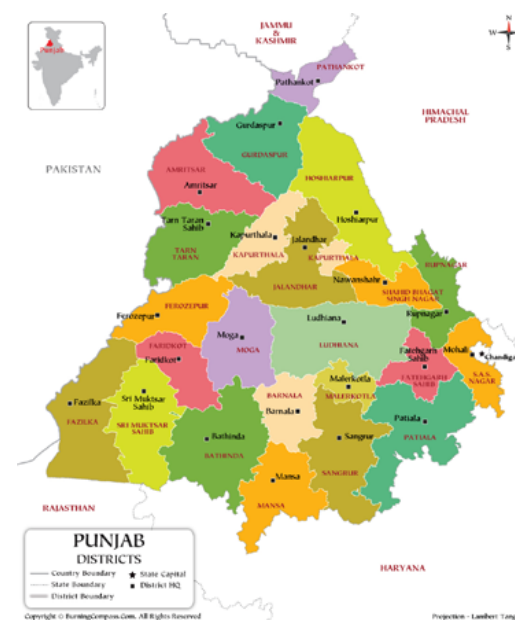 JAMMU
&
KASHMIR
N
W
S
Punjab
PATHANKOT
Pathankot
HIMACHAL
PRADESH
Gurdaspur
GURDASPUR
PAKISTAN
AMRITSAR
HOSHIARPUR
Amritsar
Hoshiarpur
Tarn Taran
Sahib
Kapurthala
Jalandhar
TARN
TARAN
KAPURTHALA
KAPURTHALA
RUPNAGAR
Nawanshahr
JALANDHAR
SHAHID BHAGAT
SINGH NAGAR
FEROZEPUR
Ferozepur
Ludhiana
Rupnagar
Moga
FARIDKOT
Faridkot
MOGA
LUDHIANA
Fatehgarh
Sahib
Mohali
Chandiga
FATEHGARH
SAHIB
S.A.S.
NAGAR
Malerkotla
MALERKOTLA
Fazilka
FAZILKA
Sri Muktsar
Sahib
SRI MUKTSAR
SAHIB
BARNALA
Barnala
Patiala
PATIALA
Bathinda
BATHINDA
Sangrur
SANGRUR
Mansa
MANSA
RAJASTHAN
HARYANA
PUNJAB
DISTRICTS
Country Boundary
State Capital
State Boundary
District HQ
District Boundary
Copyright © BurningCompass.Com. All Rights Reserved
Projection - Lambert Tang